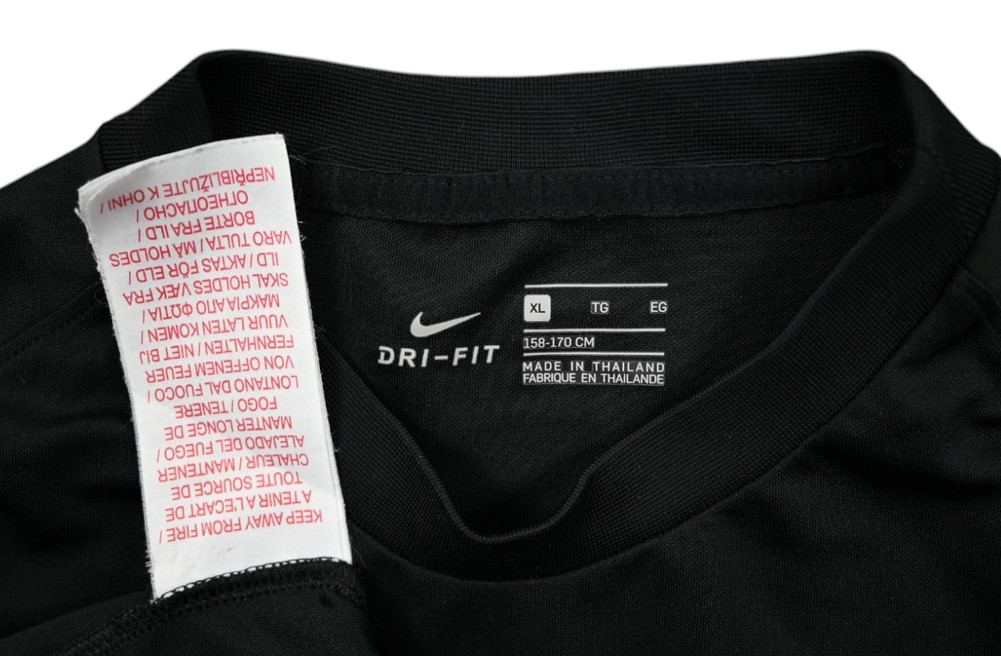 KEEP AWAY FROM FIRE /
A TENIR A L'ECART DE
TOUTE SOURCE DE
CHALEUR / MANTENER
ALEJADO DEL FUEGO /
MANTER LONGE DE
FOGO / TENERE
LONTANO DAL FUOCO /
VON OFFENEM FEUER
FERNHALTEN / NIET BIJ
VUUR LATEN KOMEN /
ΜΑΚΡΙΑ ΑΠΟ ΦΩΤΙΑ /
SKAL HOLDES VÆK FRA
ILD / AKTAS FÖR ELD /
VARO TULTA / MÅ HOLDES
BORTE FRA ILD /
ОГНЕОПАСНО /
NEPŘIBLIŽUJTE K OHNI /
DRI-FIT
XL TG EG
158-170 CM
MADE IN THAILAND
FABRIQUE EN THAILANDE